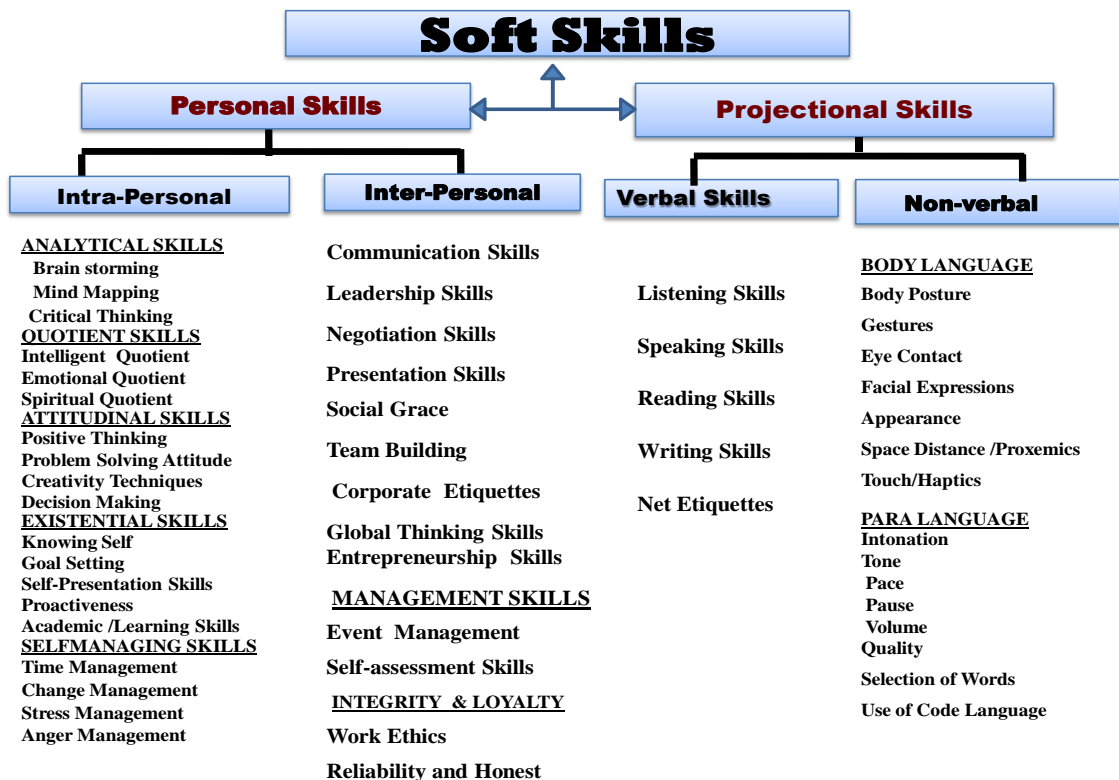 Soft Skills
Personal Skills
Projectional Skills
Intra-Personal
Inter-Personal
Verbal Skills
Non-verbal
ANALYTICAL SKILLS
Brain storming
Mind Mapping
Critical Thinking
QUOTIENT SKILLS
Intelligent Quotient
Emotional Quotient
Spiritual Quotient
ATTITUDINAL SKILLS
Positive Thinking
Problem Solving Attitude
Creativity Techniques
Decision Making
EXISTENTIAL SKILLS
Knowing Self
Goal Setting
Self-Presentation Skills
Proactiveness
Academic /Learning Skills
SELFMANAGING SKILLS
Time Management
Change Management
Stress Management
Anger Management
Communication Skills
Leadership Skills
Negotiation Skills
Presentation Skills
Social Grace
Team Building
Corporate Etiquettes
Global Thinking Skills
Entrepreneurship Skills
MANAGEMENT SKILLS
Event Management
Self-assessment Skills
INTEGRITY & LOYALTY
Work Ethics
Reliability and Honest
Listening Skills
Speaking Skills
Reading Skills
Writing Skills
Net Etiquettes
BODY LANGUAGE
Body Posture
Gestures
Eye Contact
Facial Expressions
Appearance
Space Distance /Proxemics
Touch/Haptics
PARA LANGUAGE
Intonation
Tone
Pace
Pause
Volume
Quality
Selection of Words
Use of Code Language